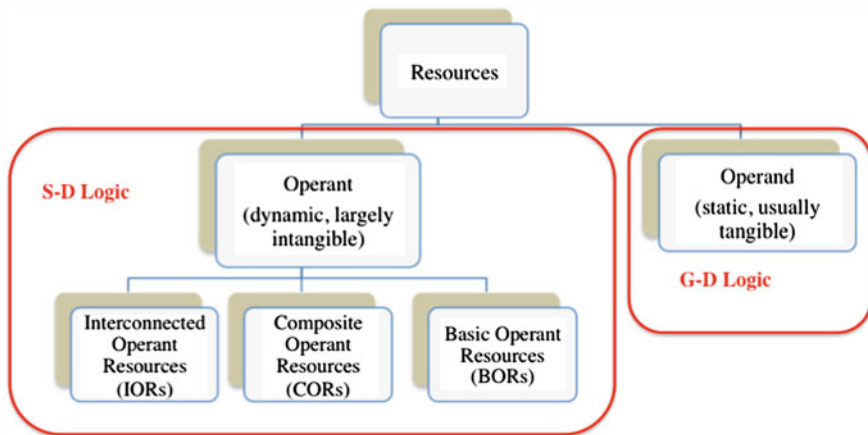 Resources
S-D Logic
Operant
(dynamic, largely
intangible)
Operand
(static, usually
tangible)
G-D Logic
Interconnected
Operant
Resources
(IORs)
Composite
Operant
Resources
(CORs)
Basic Operant
Resources
(BORs)